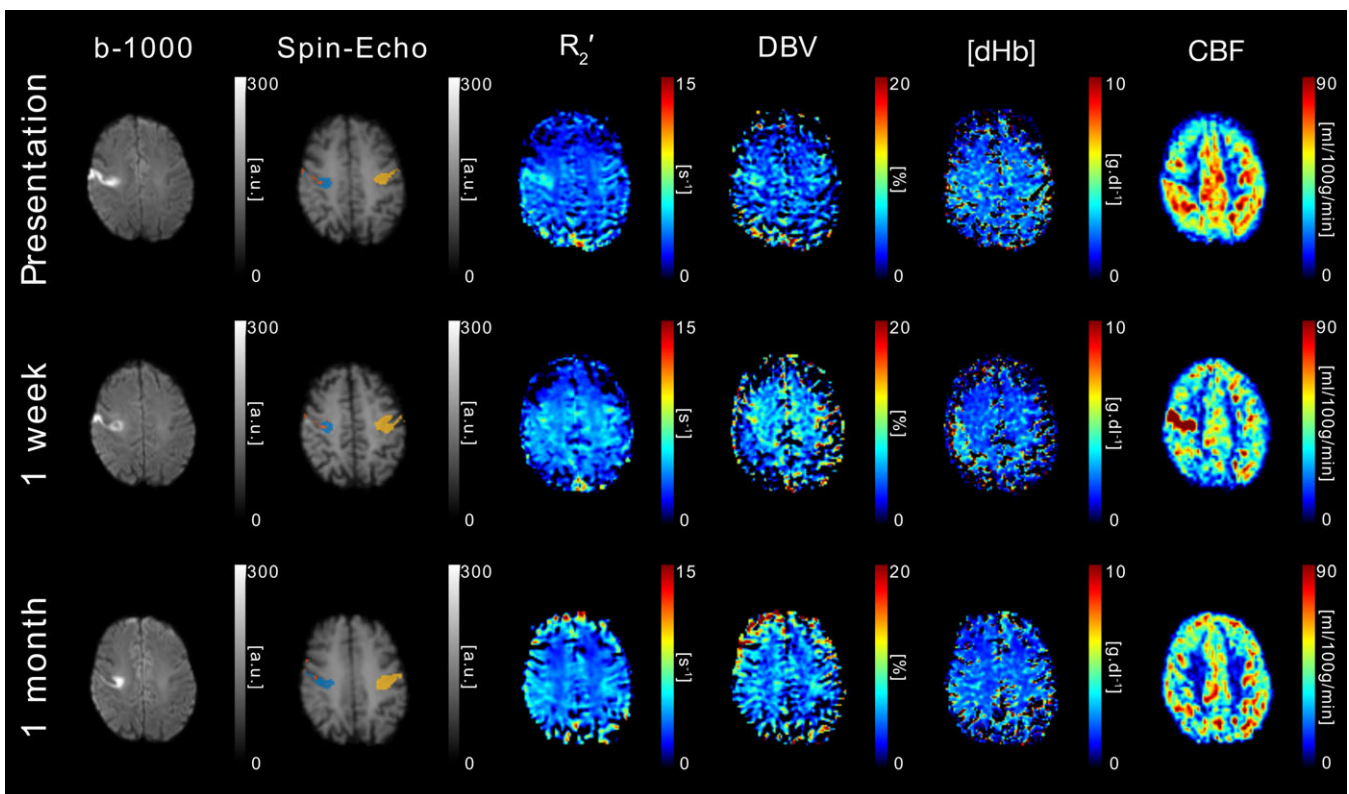 b-1000 Spin-Echo R₂′ DBV [dHb] CBF
Presentation
300 300 15 20 10 90
[a.u.] [a.u.] [s⁻¹] [%] [g.dl⁻¹] [ml/100g/min]
0 0 0 0 0 0
1 week
300 300 15 20 10 90
[a.u.] [a.u.] [s⁻¹] [%] [g.dl⁻¹] [ml/100g/min]
0 0 0 0 0 0
1 month
300 300 15 20 10 90
[a.u.] [a.u.] [s⁻¹] [%] [g.dl⁻¹] [ml/100g/min]
0 0 0 0 0 0